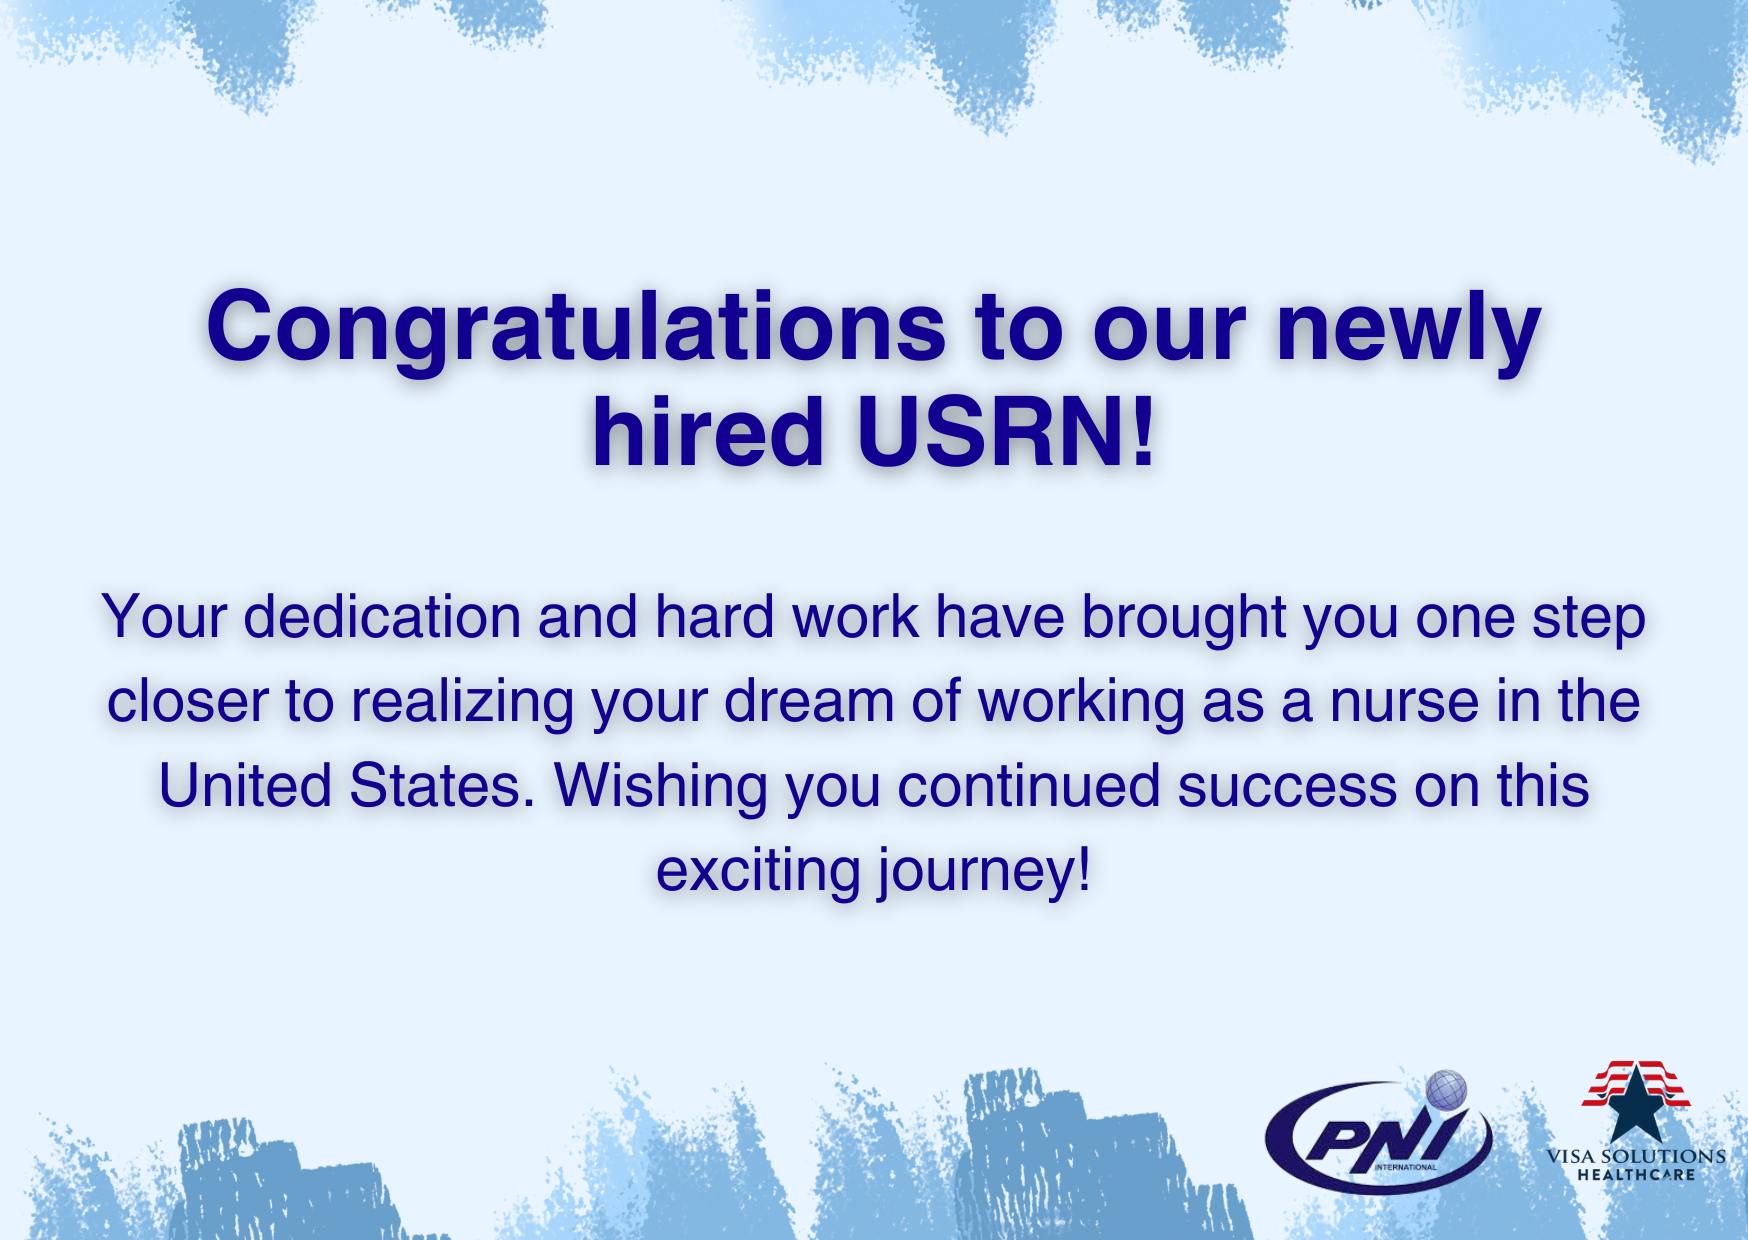 Congratulations to our newly
hired USRN!
Your dedication and hard work have brought you one step
closer to realizing your dream of working as a nurse in the
United States. Wishing you continued success on this
exciting journey!
PNI
INTERNATIONAL
VISA SOLUTIONS
HEALTHCARE